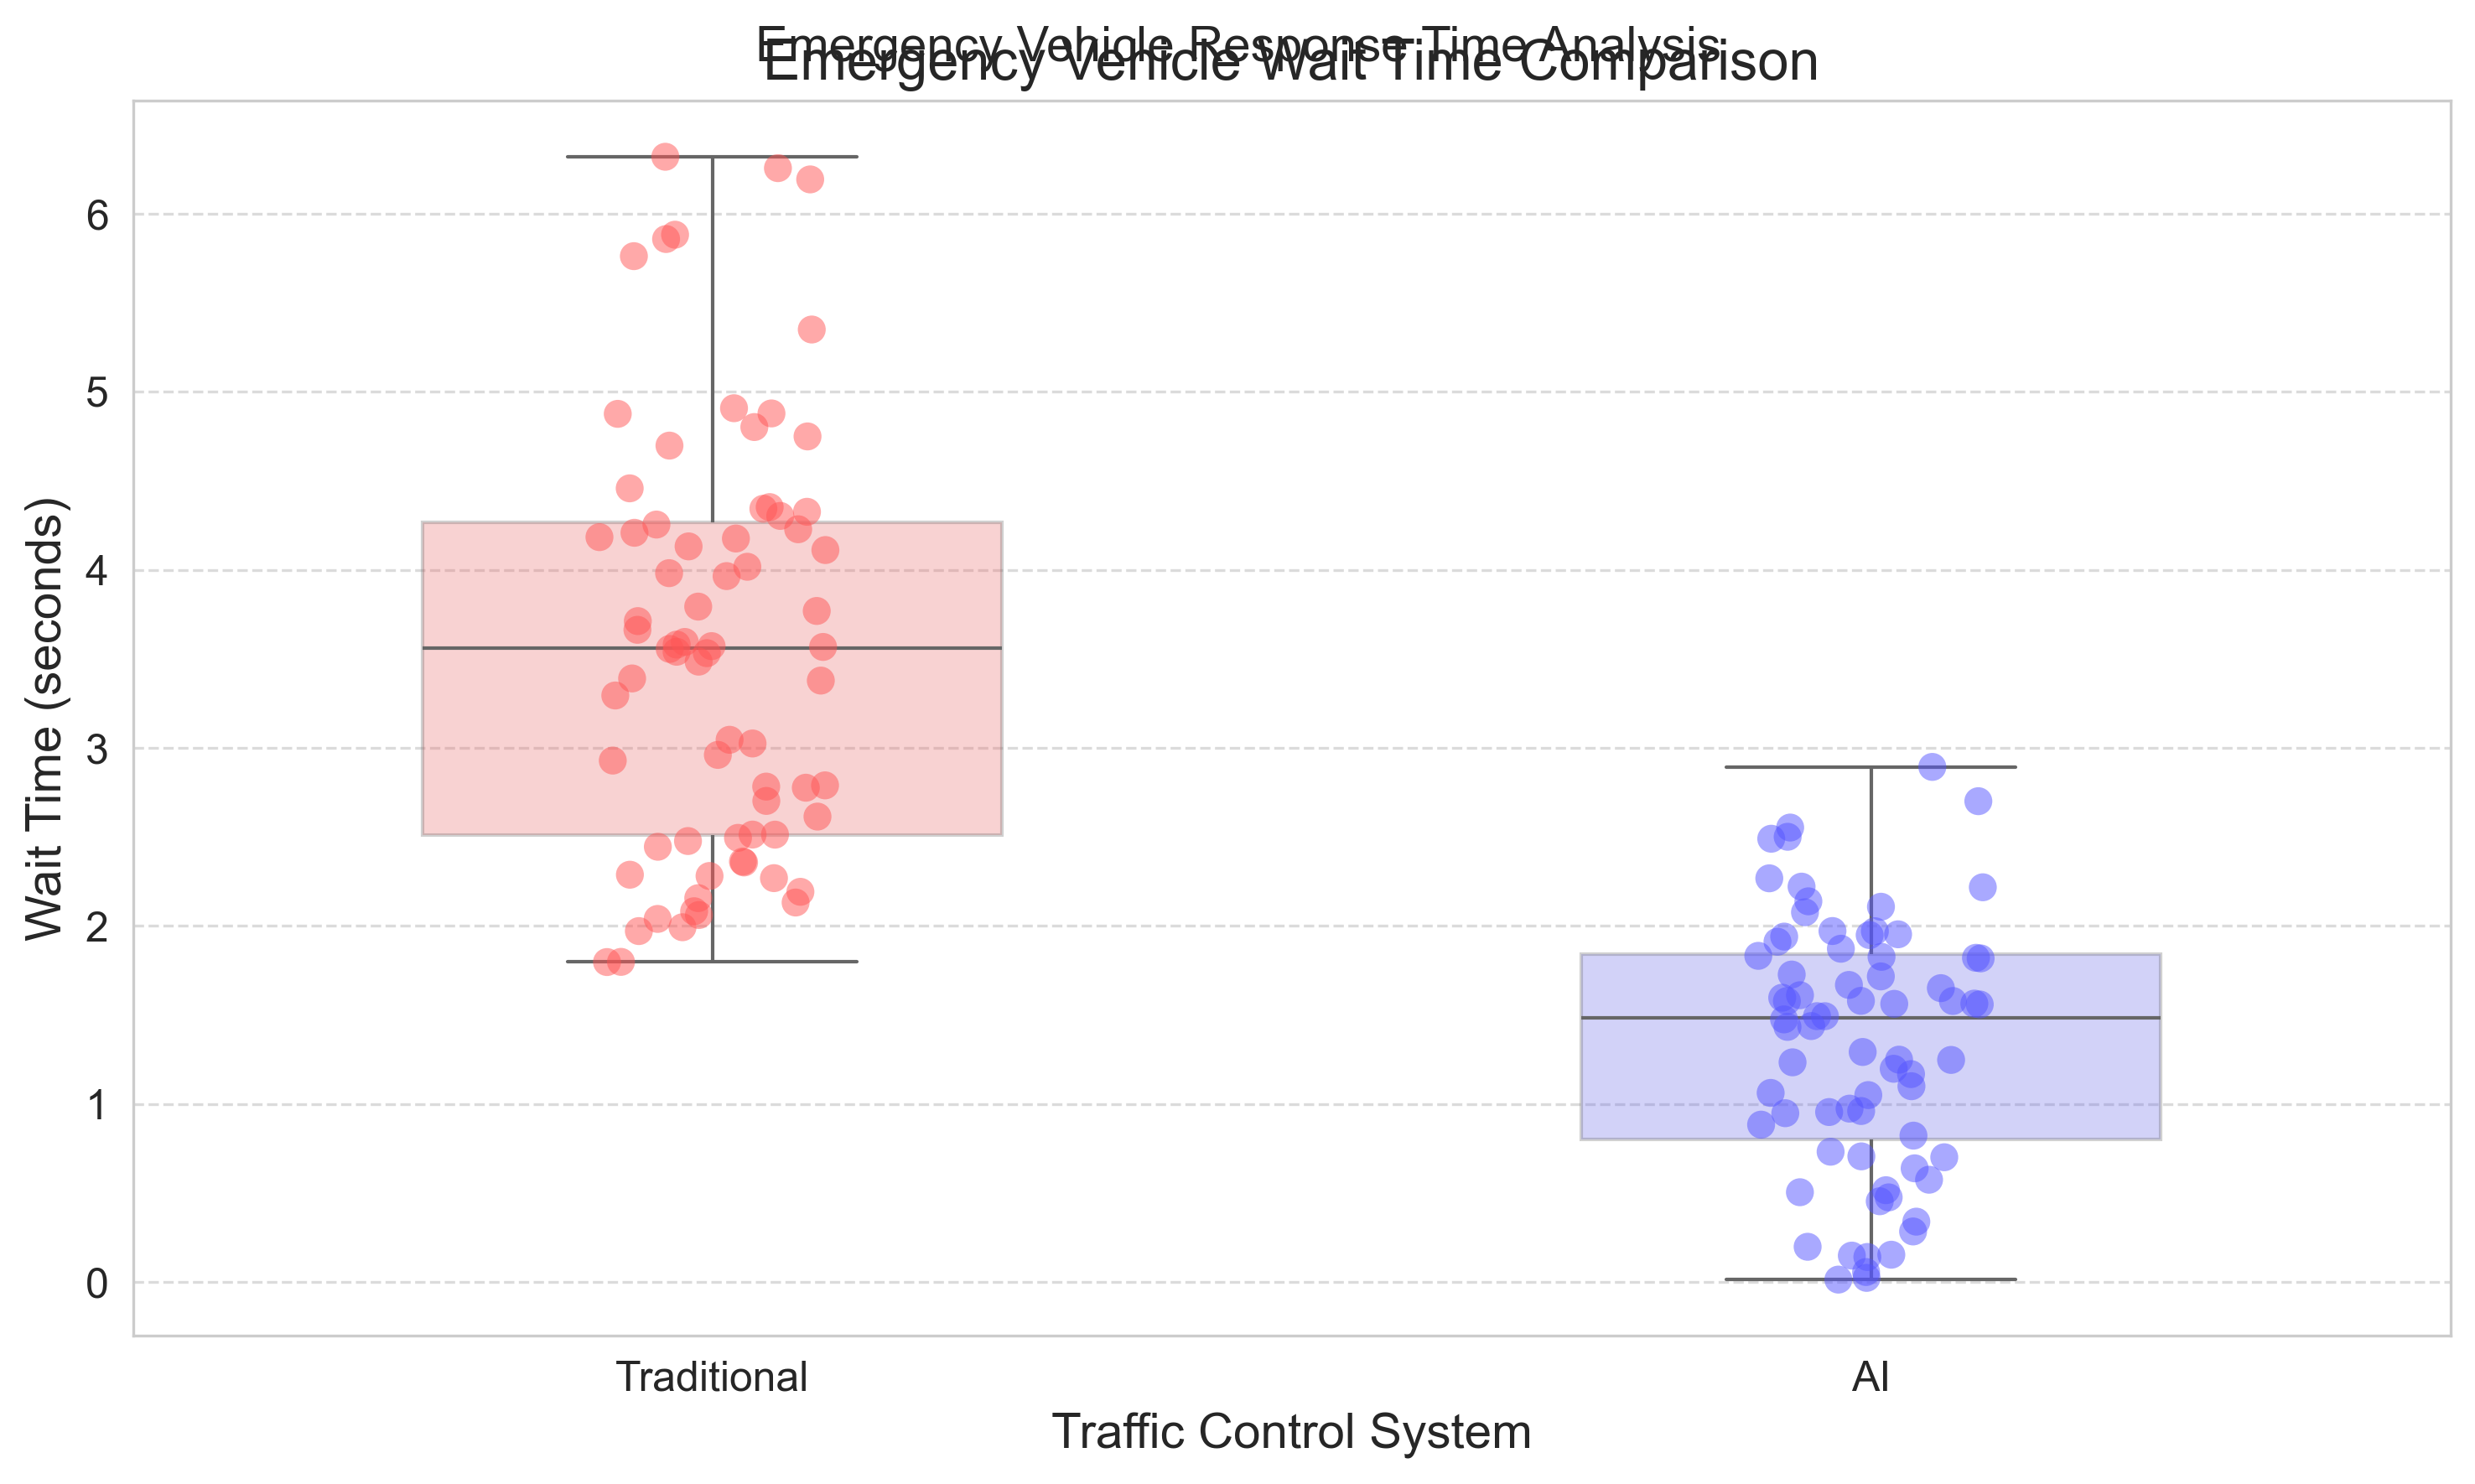 Emergency Vehicle Response Time Analysis
Emergency Vehicle Wait Time Comparison
Wait Time (seconds)
6
5
4
3
2
1
0
Traditional
AI
Traffic Control System